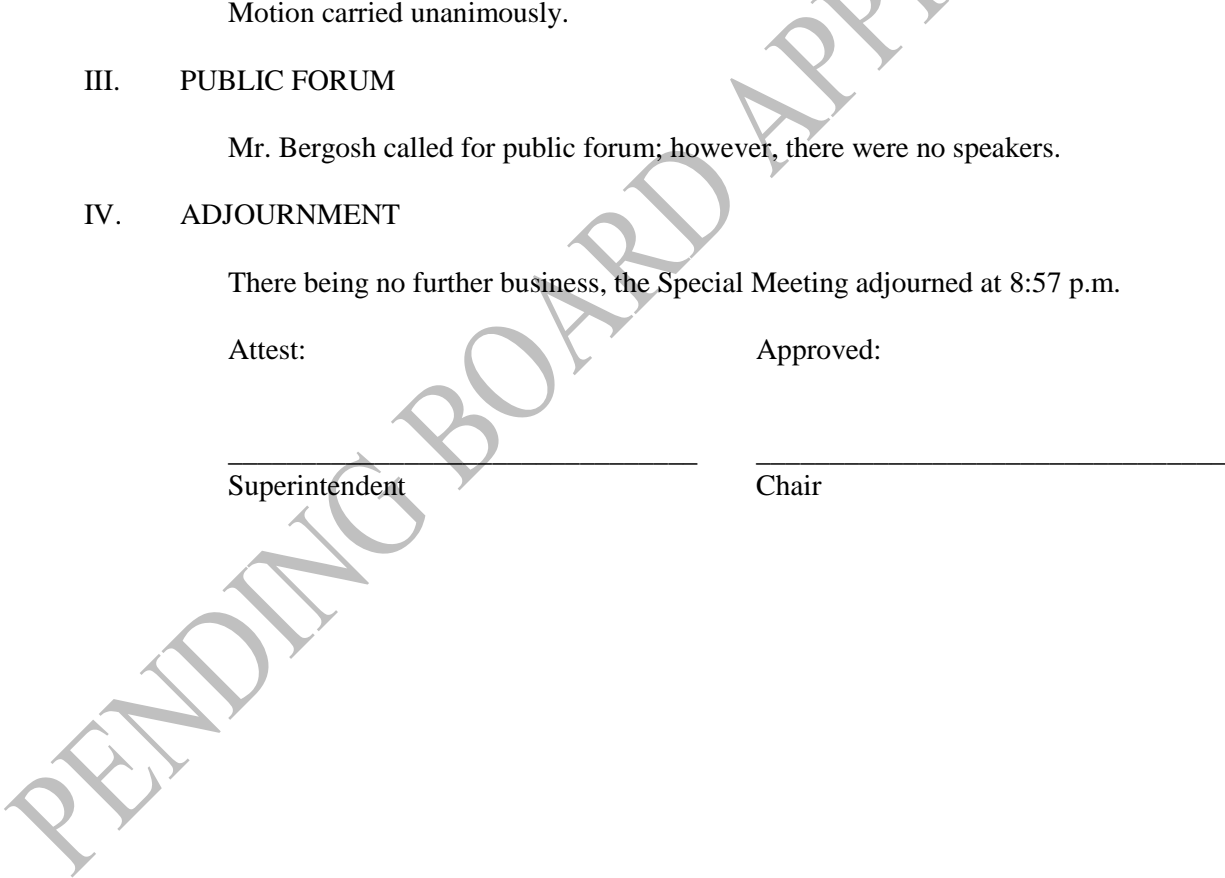 Motion carried unanimously.
III. PUBLIC FORUM
Mr. Bergosh called for public forum; however, there were no speakers.
IV. ADJOURNMENT
There being no further business, the Special Meeting adjourned at 8:57 p.m.
Attest: Approved:
Superintendent Chair
PENDING BOARD APP